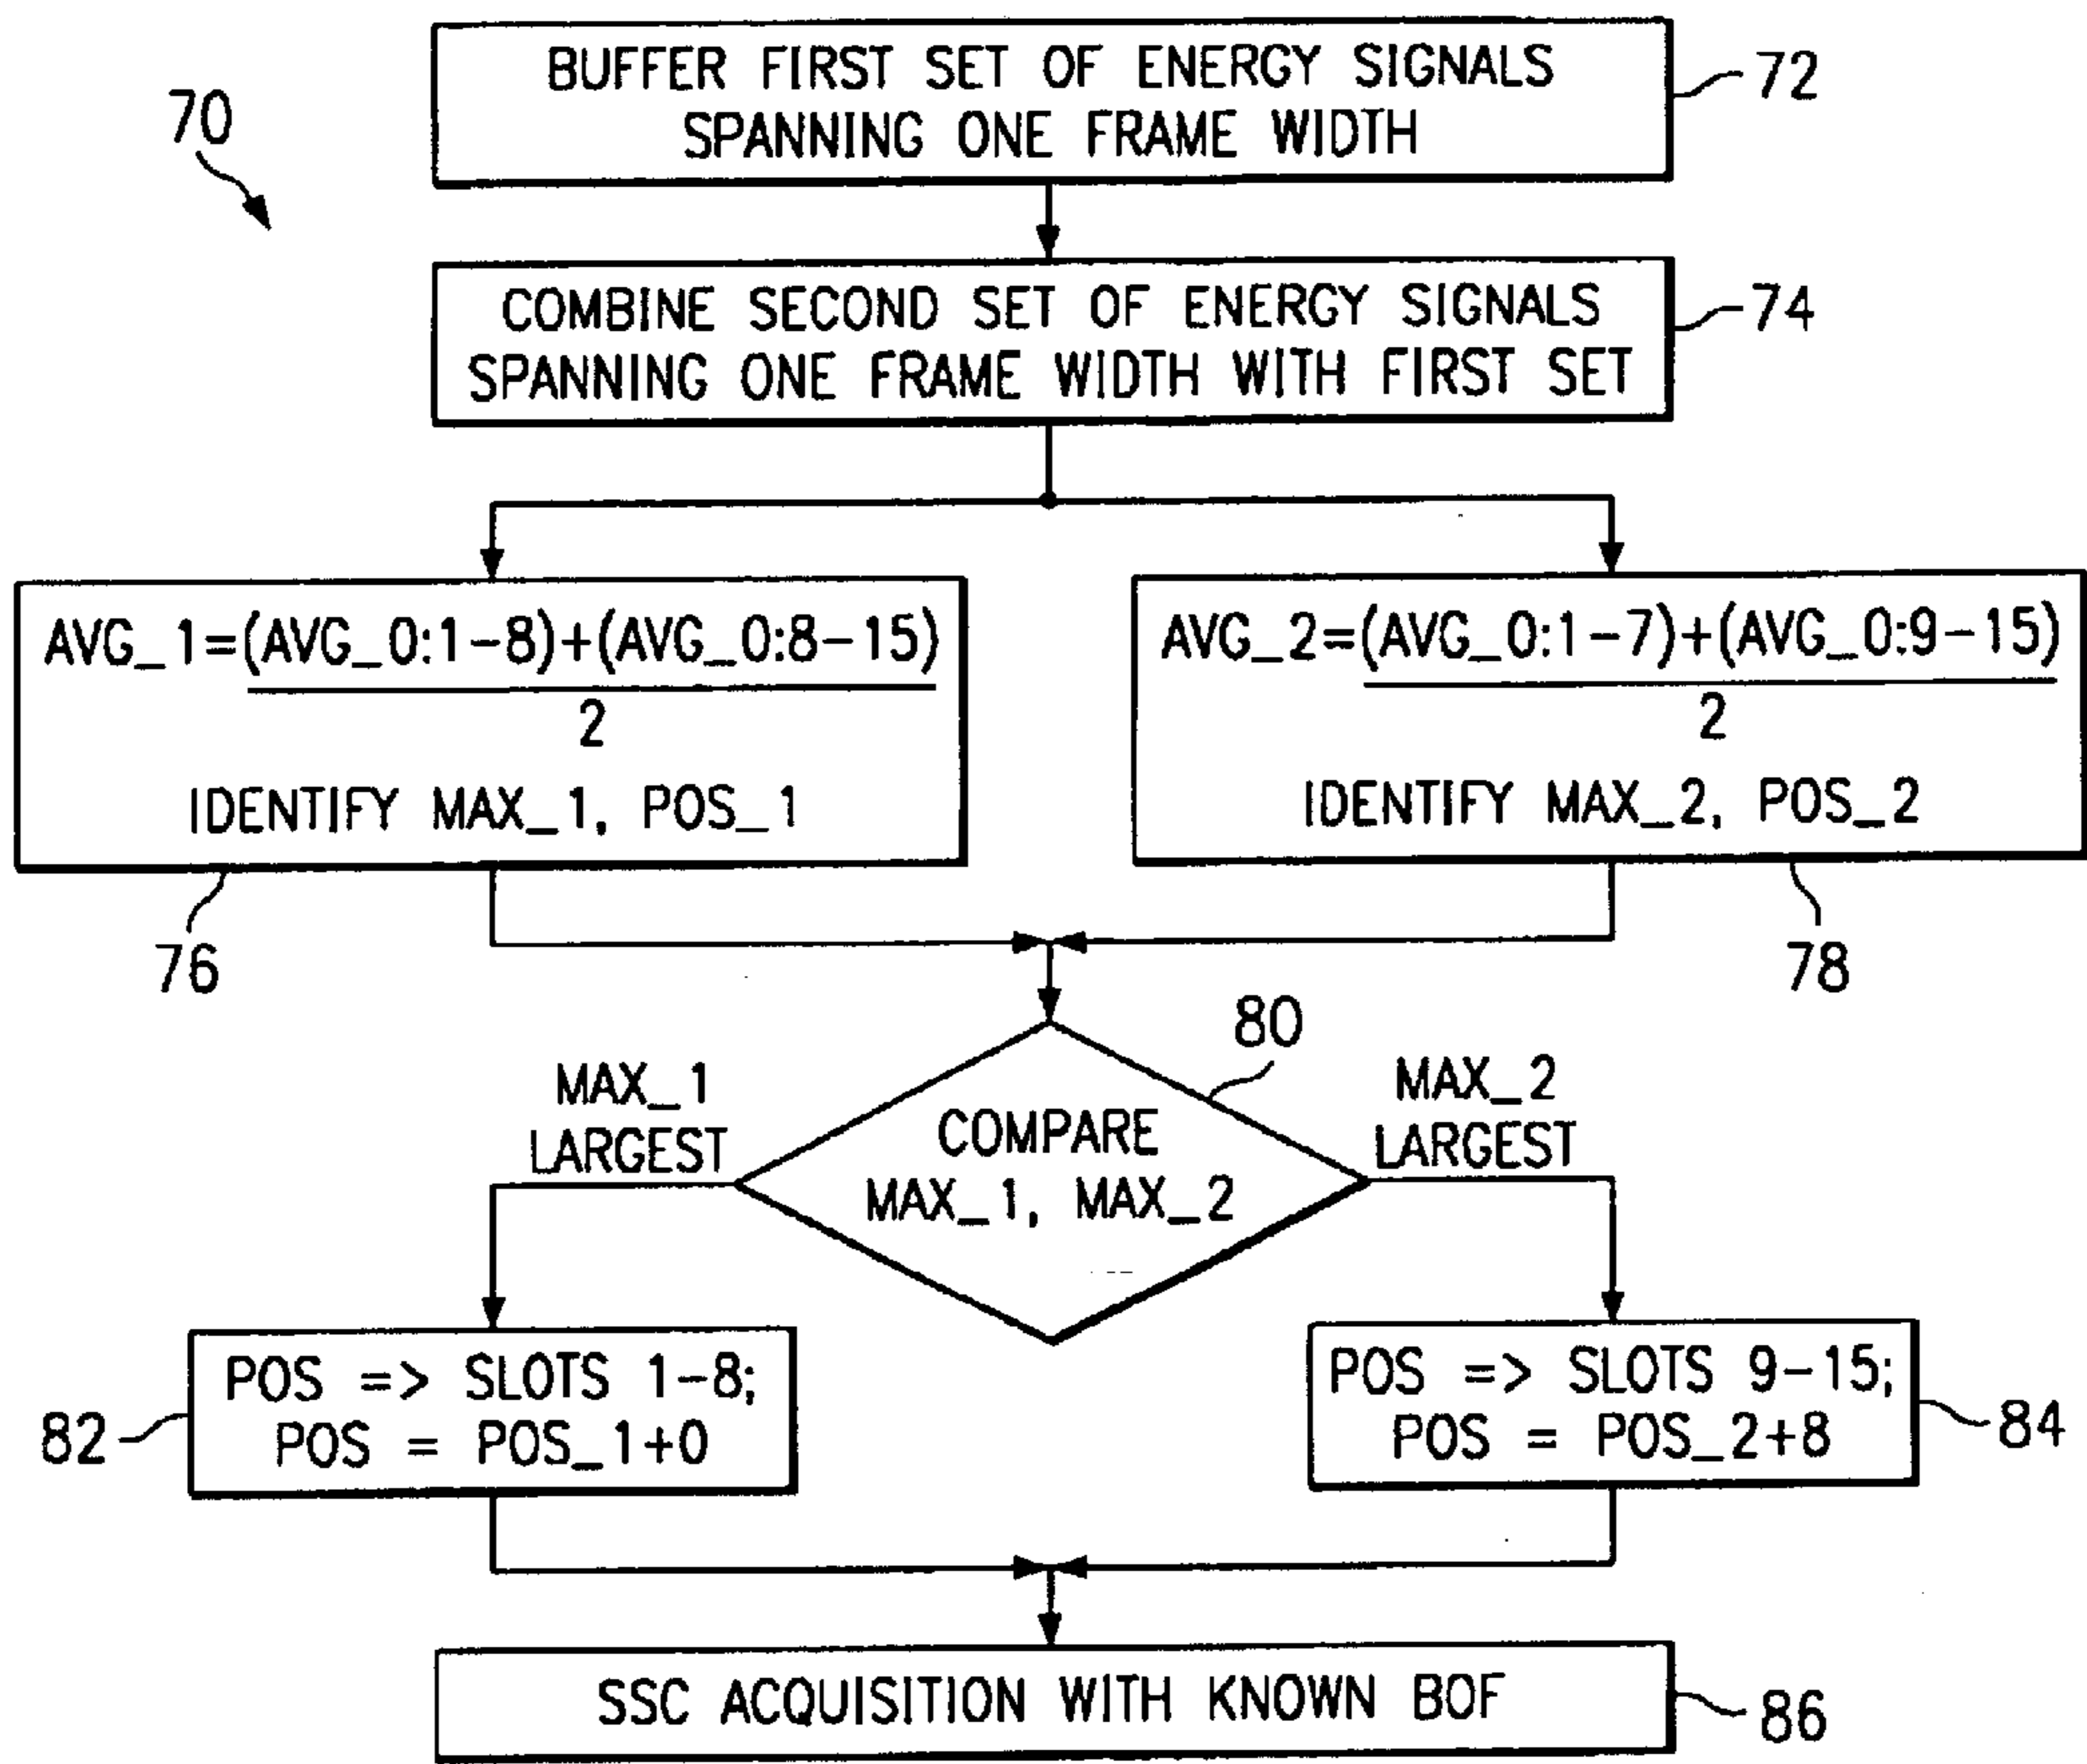 BUFFER FIRST SET OF ENERGY SIGNALS
SPANNING ONE FRAME WIDTH
72
70
COMBINE SECOND SET OF ENERGY SIGNALS
SPANNING ONE FRAME WIDTH WITH FIRST SET
74
AVG_1=(AVG_0:1-8)+(AVG_0:8-15)
2
IDENTIFY MAX_1, POS_1
76
AVG_2=(AVG_0:1-7)+(AVG_0:9-15)
2
IDENTIFY MAX_2, POS_2
78
80
COMPARE
MAX_1, MAX_2
MAX_1
LARGEST
MAX_2
LARGEST
POS => SLOTS 1-8;
POS = POS_1+0
82
POS => SLOTS 9-15;
POS = POS_2+8
84
SSC ACQUISITION WITH KNOWN BOF
86